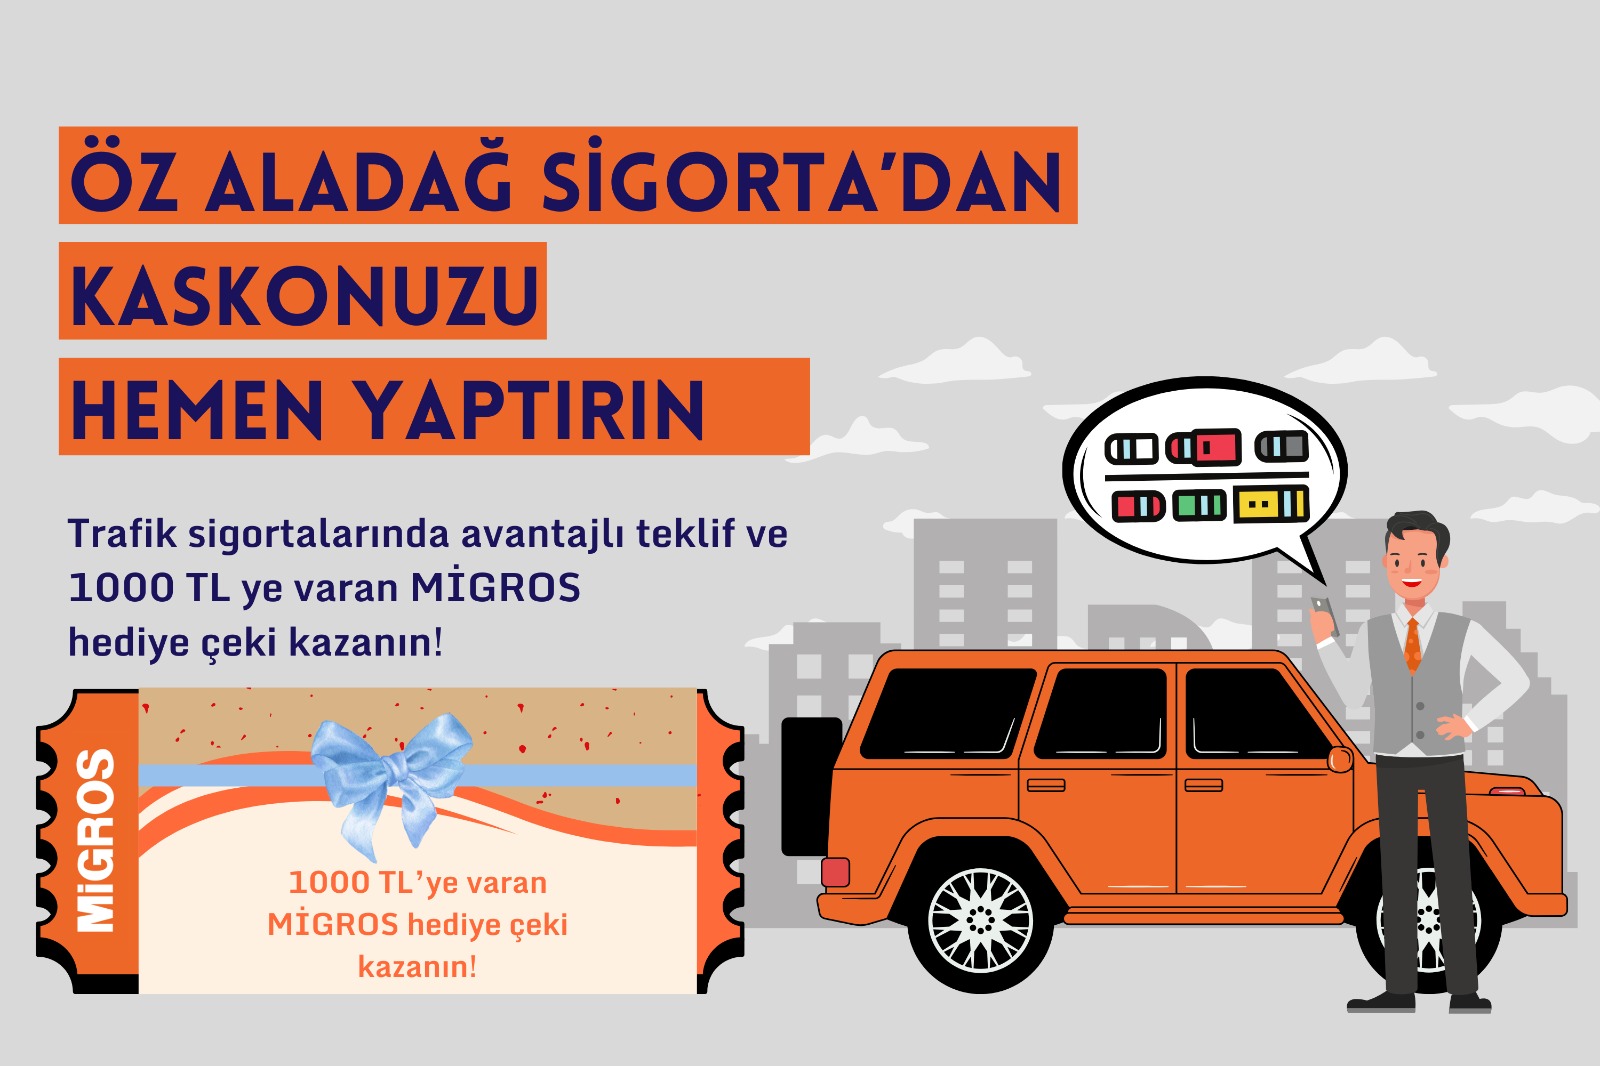 ÖZ ALADAĞ SİGORTA'DAN
KASKONUZU
HEMEN YAPTIRIN
Trafik sigortalarında avantajlı teklif ve
1000 TL ye varan MİGROS
hediye çeki kazanın!
MiGROS
1000 TL'ye varan
MİGROS hediye çeki
kazanın!